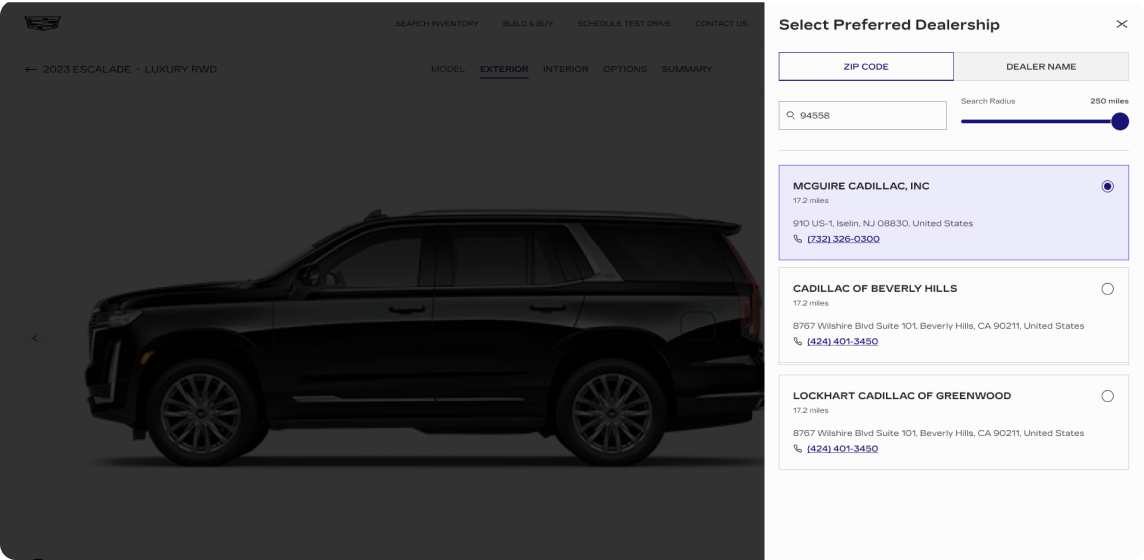 SEARCH INVENTORY BUILD & BUY SCHEDULE TEST DRIVE CONTACT US
2023 ESCALADE · LUXURY RWD
MODEL EXTERIOR INTERIOR OPTIONS SUMMARY
Select Preferred Dealership
ZIP CODE DEALER NAME
94558
Search Radius 250 miles
MCGUIRE CADILLAC, INC
17.2 miles
910 US-1, Iselin, NJ 08830, United States
(732) 326-0300
CADILLAC OF BEVERLY HILLS
17.2 miles
8767 Wilshire Blvd Suite 101, Beverly Hills, CA 90211, United States
(424) 401-3450
LOCKHART CADILLAC OF GREENWOOD
17.2 miles
8767 Wilshire Blvd Suite 101, Beverly Hills, CA 90211, United States
(424) 401-3450